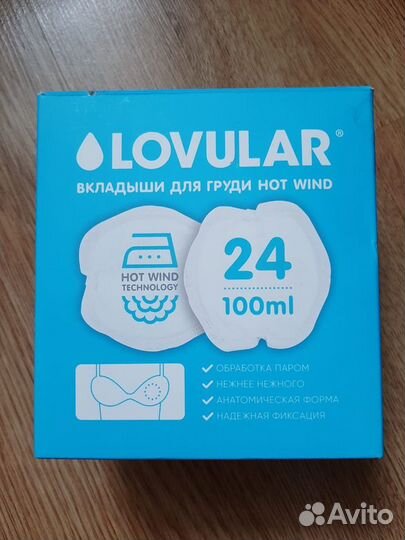 LOVULAR®
ВКЛАДЫШИ ДЛЯ ГРУДИ HOT WIND
HOT WIND
TECHNOLOGY
24
100ml
ОБРАБОТКА ПАРОМ
НЕЖНЕЕ НЕЖНОГО
АНАТОМИЧЕСКАЯ ФОРМА
НАДЕЖНАЯ ФИКСАЦИЯ
Avito